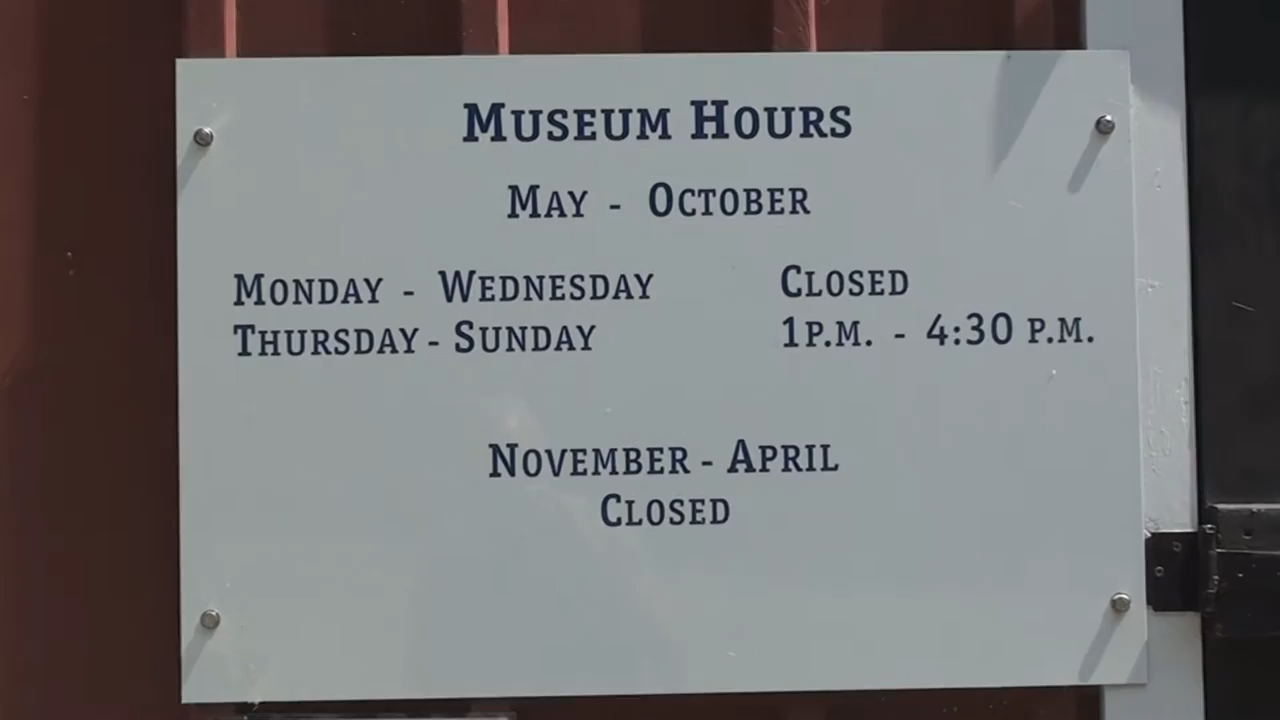 MUSEUM HOURS
MAY - OCTOBER
MONDAY - WEDNESDAY CLOSED
THURSDAY - SUNDAY 1P.M. - 4:30 P.M.
NOVEMBER - APRIL
CLOSED